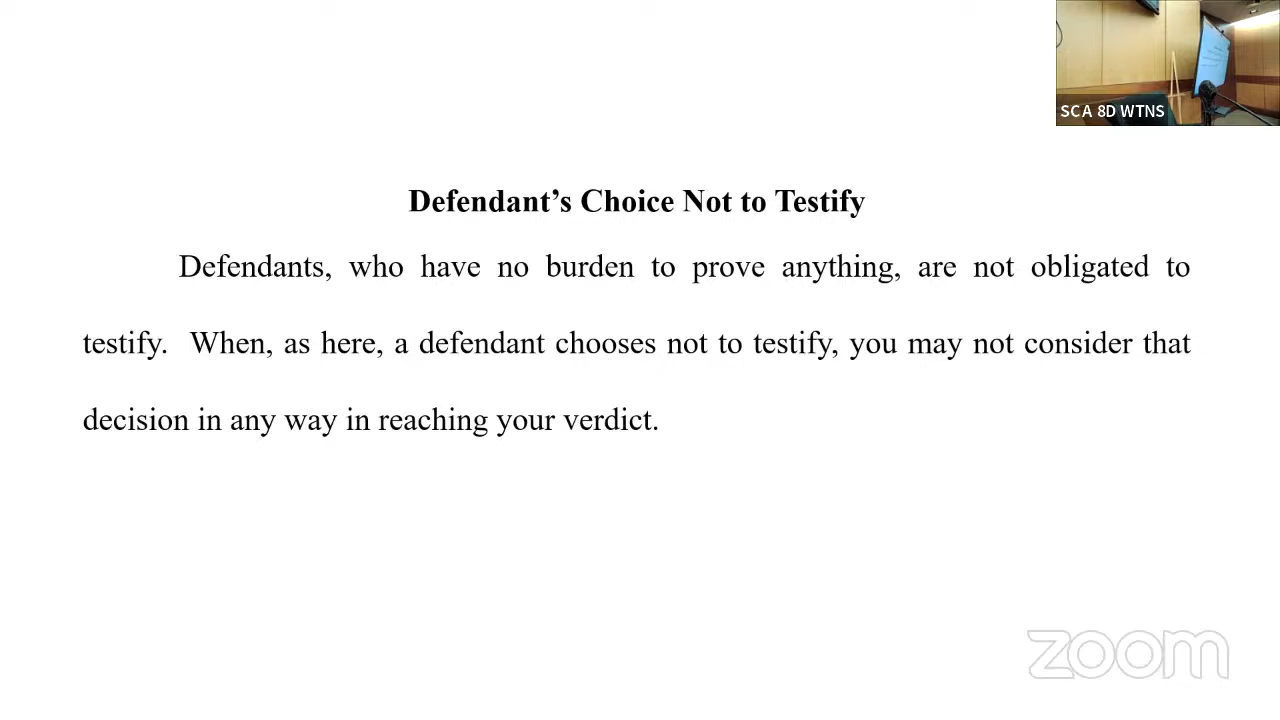 SCA 8D WTNS
Defendant’s Choice Not to Testify
Defendants, who have no burden to prove anything, are not obligated to
testify.  When, as here, a defendant chooses not to testify, you may not consider that
decision in any way in reaching your verdict.
zoom